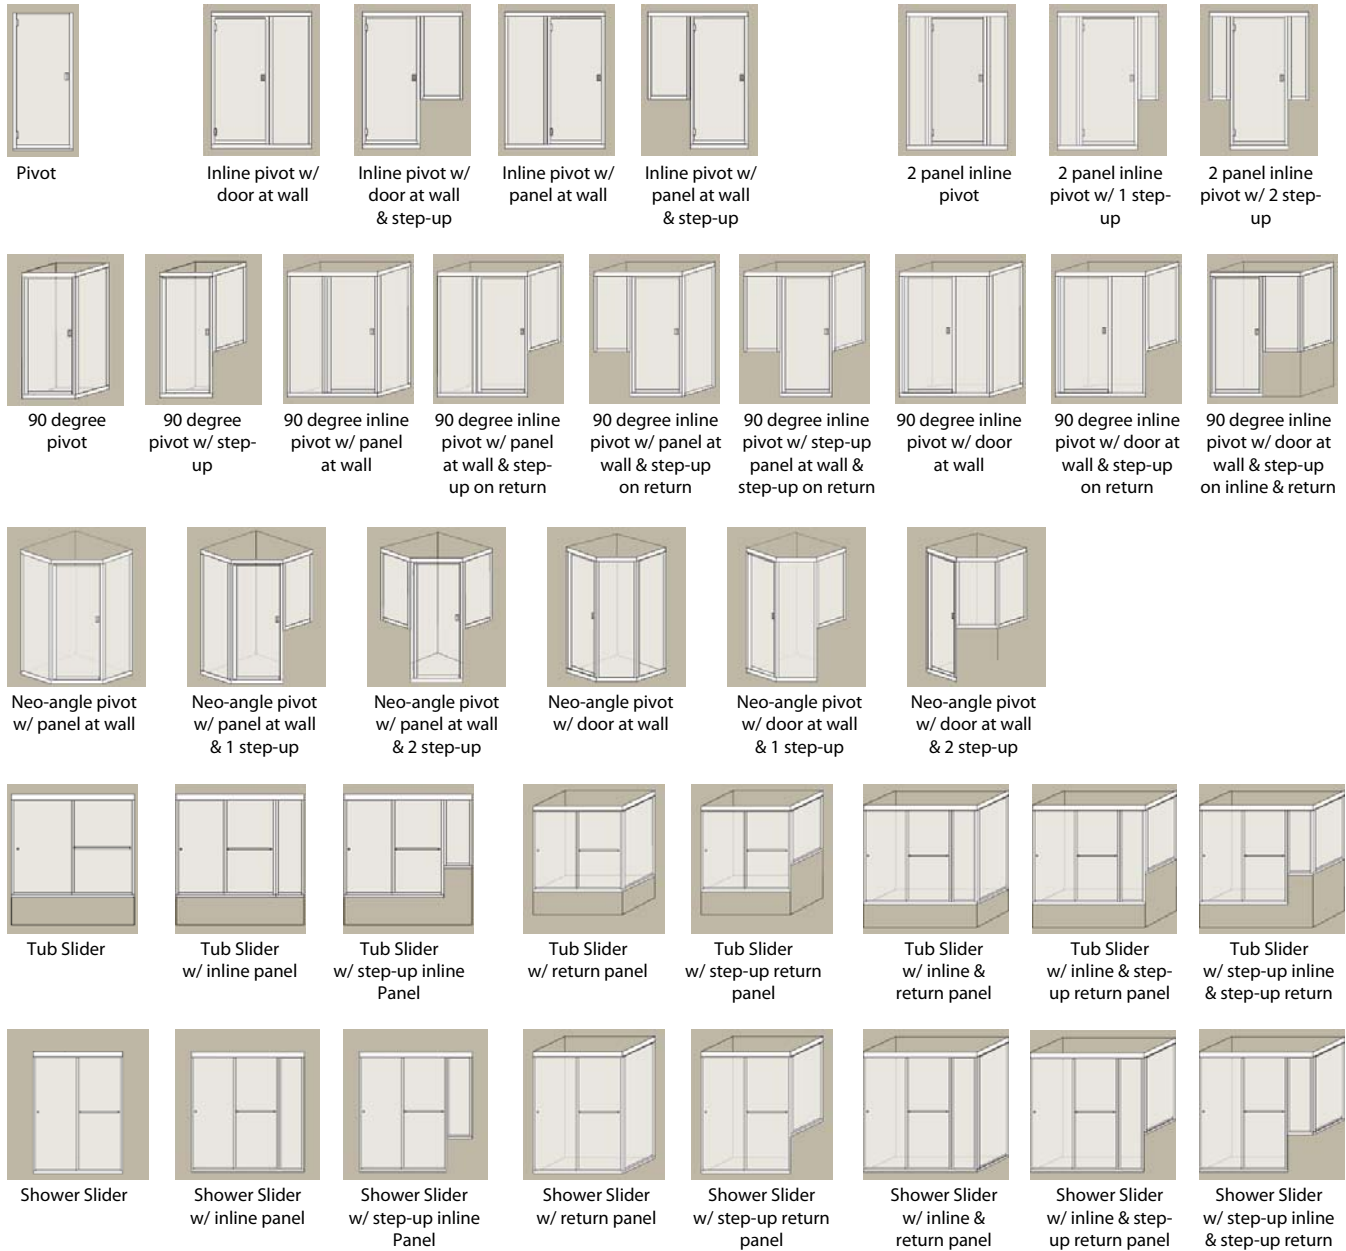 Pivot
Inline pivot w/
door at wall
Inline pivot w/
door at wall
& step-up
Inline pivot w/
panel at wall
Inline pivot w/
panel at wall
& step-up
2 panel inline
pivot
2 panel inline
pivot w/ 1 step-
up
2 panel inline
pivot w/ 2 step-
up
90 degree
pivot
90 degree
pivot w/ step-
up
90 degree inline
pivot w/ panel
at wall
90 degree inline
pivot w/ panel
at wall & step-
up on return
90 degree inline
pivot w/ panel at
wall & step-up
on return
90 degree inline
pivot w/ step-up
panel at wall &
step-up on return
90 degree inline
pivot w/ door
at wall
90 degree inline
pivot w/ door at
wall & step-up
on return
90 degree inline
pivot w/ door at
wall & step-up
on inline & return
Neo-angle pivot
w/ panel at wall
Neo-angle pivot
w/ panel at wall
& 1 step-up
Neo-angle pivot
w/ panel at wall
& 2 step-up
Neo-angle pivot
w/ door at wall
Neo-angle pivot
w/ door at wall
& 1 step-up
Neo-angle pivot
w/ door at wall
& 2 step-up
Tub Slider
Tub Slider
w/ inline panel
Tub Slider
w/ step-up inline
Panel
Tub Slider
w/ return panel
Tub Slider
w/ step-up return
panel
Tub Slider
w/ inline &
return panel
Tub Slider
w/ inline & step-
up return panel
Tub Slider
w/ step-up inline
& step-up return
Shower Slider
Shower Slider
w/ inline panel
Shower Slider
w/ step-up inline
Panel
Shower Slider
w/ return panel
Shower Slider
w/ step-up return
panel
Shower Slider
w/ inline &
return panel
Shower Slider
w/ inline & step-
up return panel
Shower Slider
w/ step-up inline
& step-up return